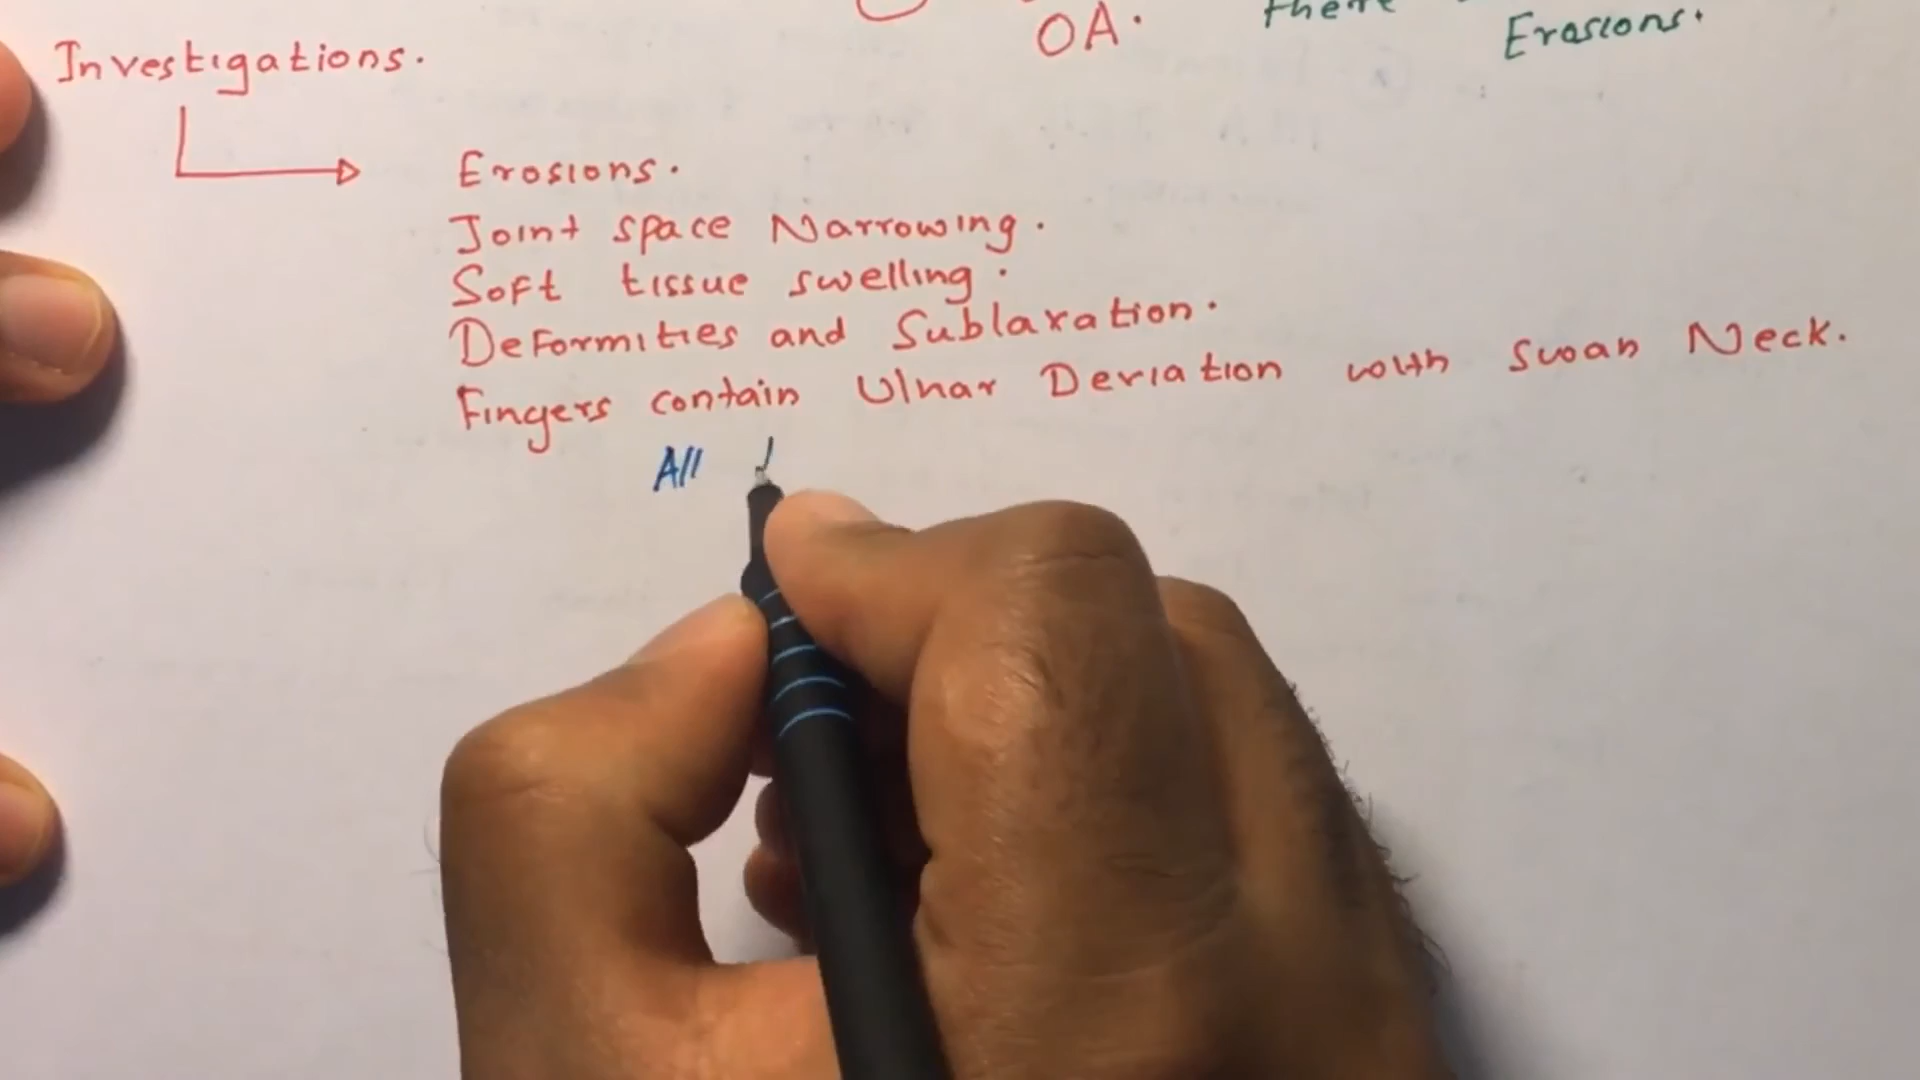 OA.
there
Erosions.
Investigations.
Erosions.
Joint space Narrowing.
Soft tissue swelling.
Deformities and Sublaxation.
Fingers contain Ulnar Deviation with Swan Neck.
All